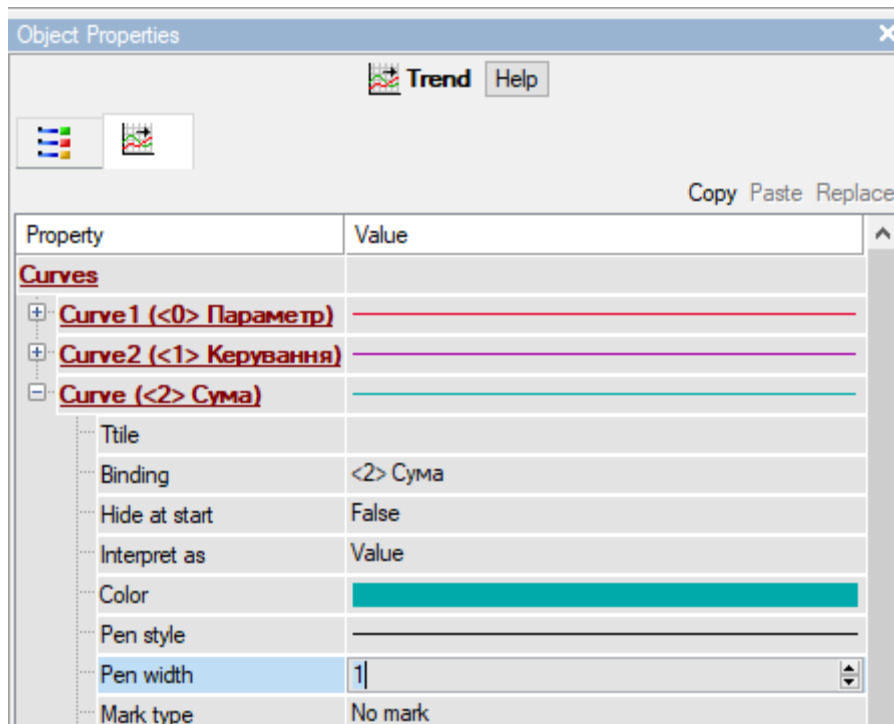 Object Properties
Trend Help
Copy Paste Replace
Property Value
Curves
Curve1 (<0> Параметр)
Curve2 (<1> Керування)
Curve (<2> Сума)
Ttile
Binding <2> Сума
Hide at start False
Interpret as Value
Color
Pen style
Pen width 1
Mark type No mark